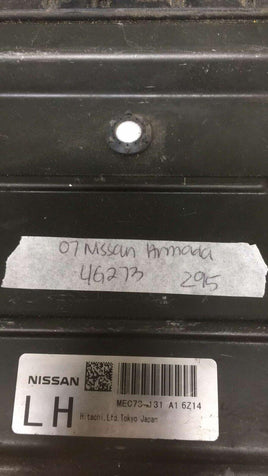 07 Nissan Armada
46273 295
NISSAN
MEC73-131 A1 6Z14
LH
Hitachi,Ltd.Tokyo Japan